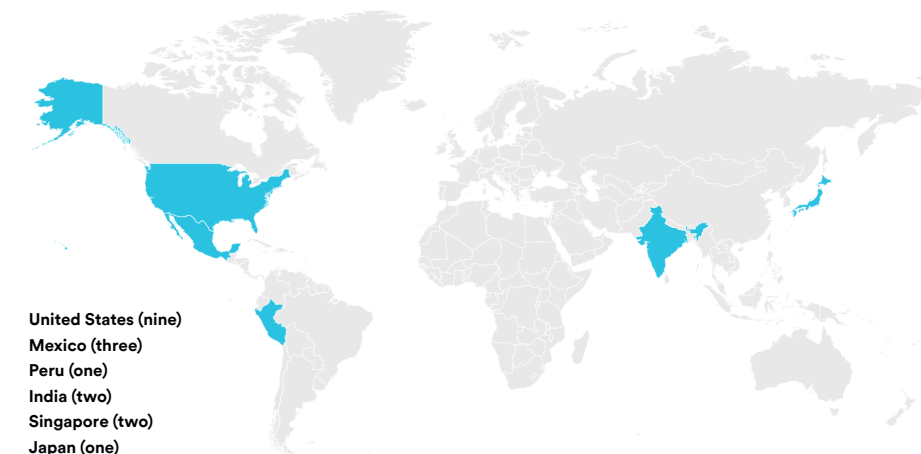 United States (nine)
Mexico (three)
Peru (one)
India (two)
Singapore (two)
Japan (one)